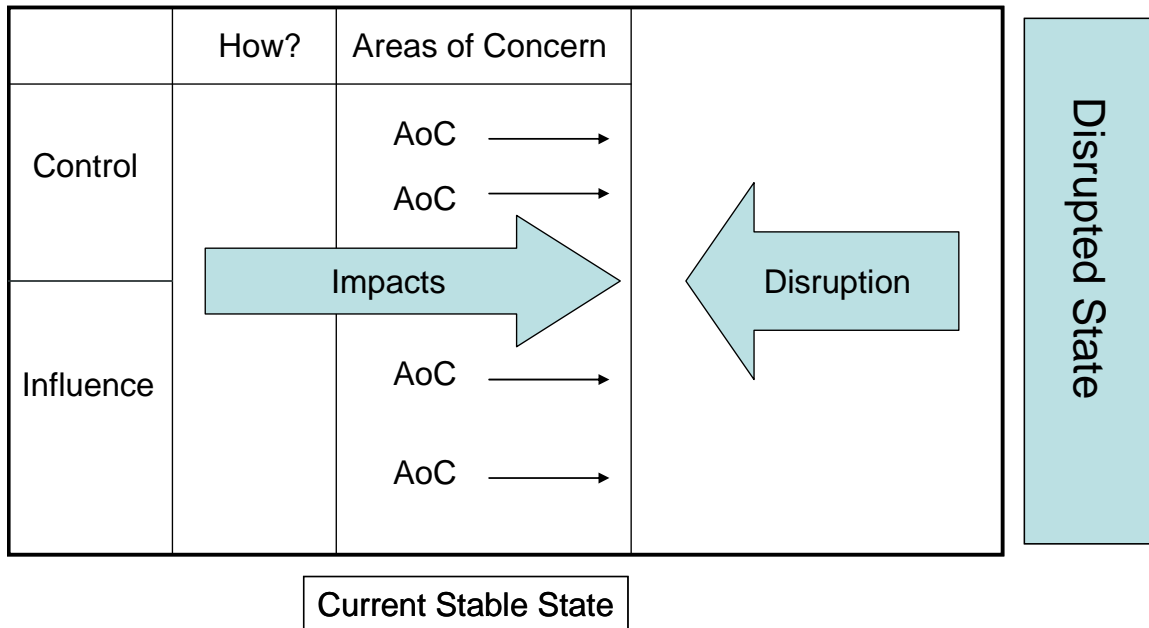 How? Areas of Concern
Control
AoC
AoC
Impacts
Disruption
Influence
AoC
AoC
Disrupted State
Current Stable State